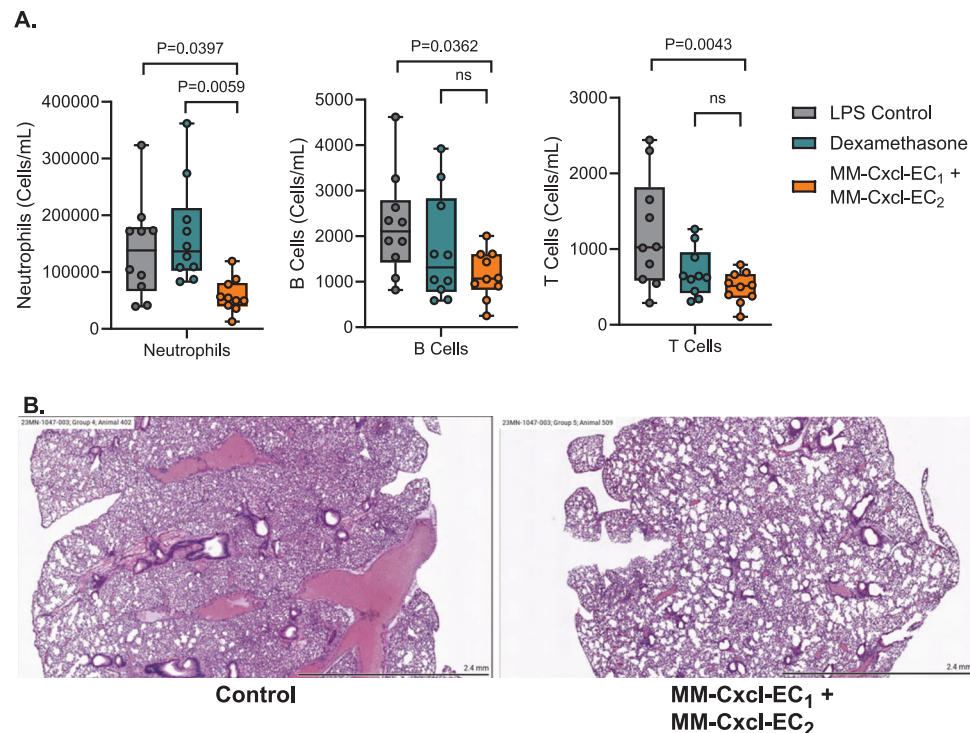 A.
P=0.0397
P=0.0059
Neutrophils (Cells/mL)
400000
300000
200000
100000
0
Neutrophils
P=0.0362
ns
B Cells (Cells/mL)
5000
4000
3000
2000
1000
0
B Cells
P=0.0043
ns
T Cells (Cells/mL)
3000
2000
1000
0
T Cells
LPS Control
Dexamethasone
MM-Cxcl-EC₁ +
MM-Cxcl-EC₂
B.
23MN-1047-003; Group 4; Animal 402
2.4 mm
Control
23MN-1047-003; Group 5; Animal 509
2.4 mm
MM-Cxcl-EC₁ +
MM-Cxcl-EC₂